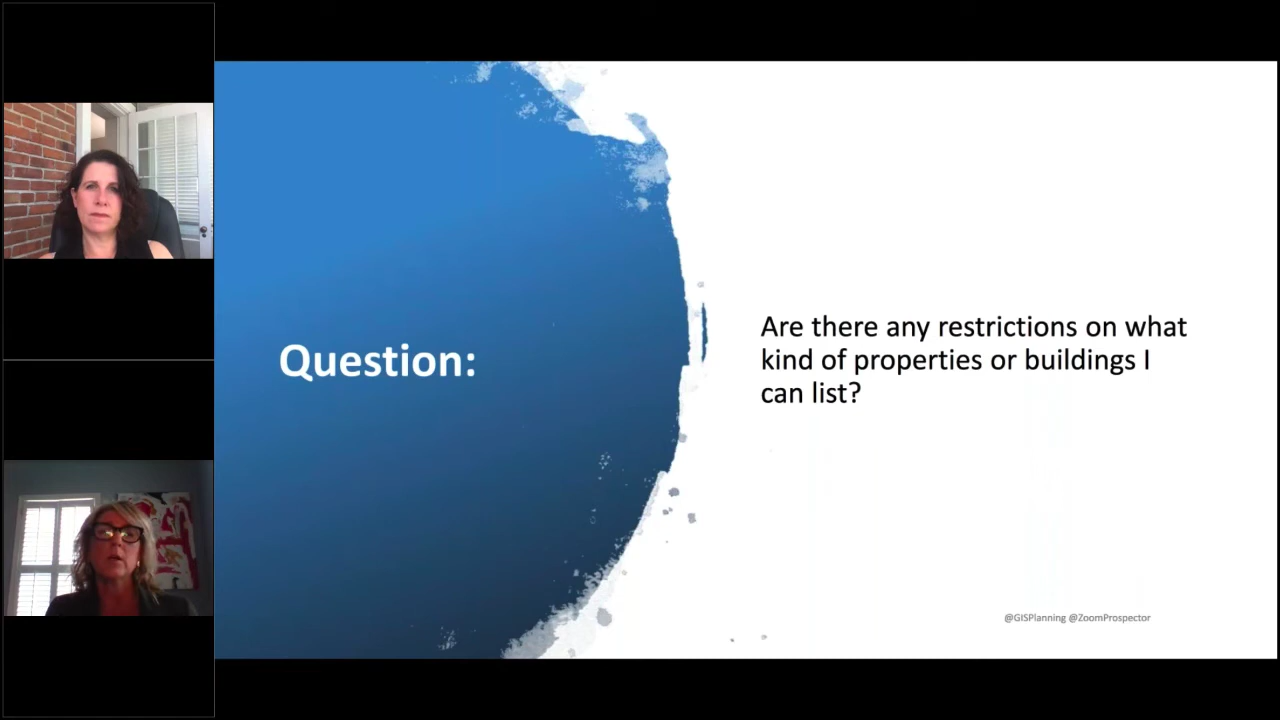 Question:
Are there any restrictions on what
kind of properties or buildings I
can list?
@GISPlanning @ZoomProspector